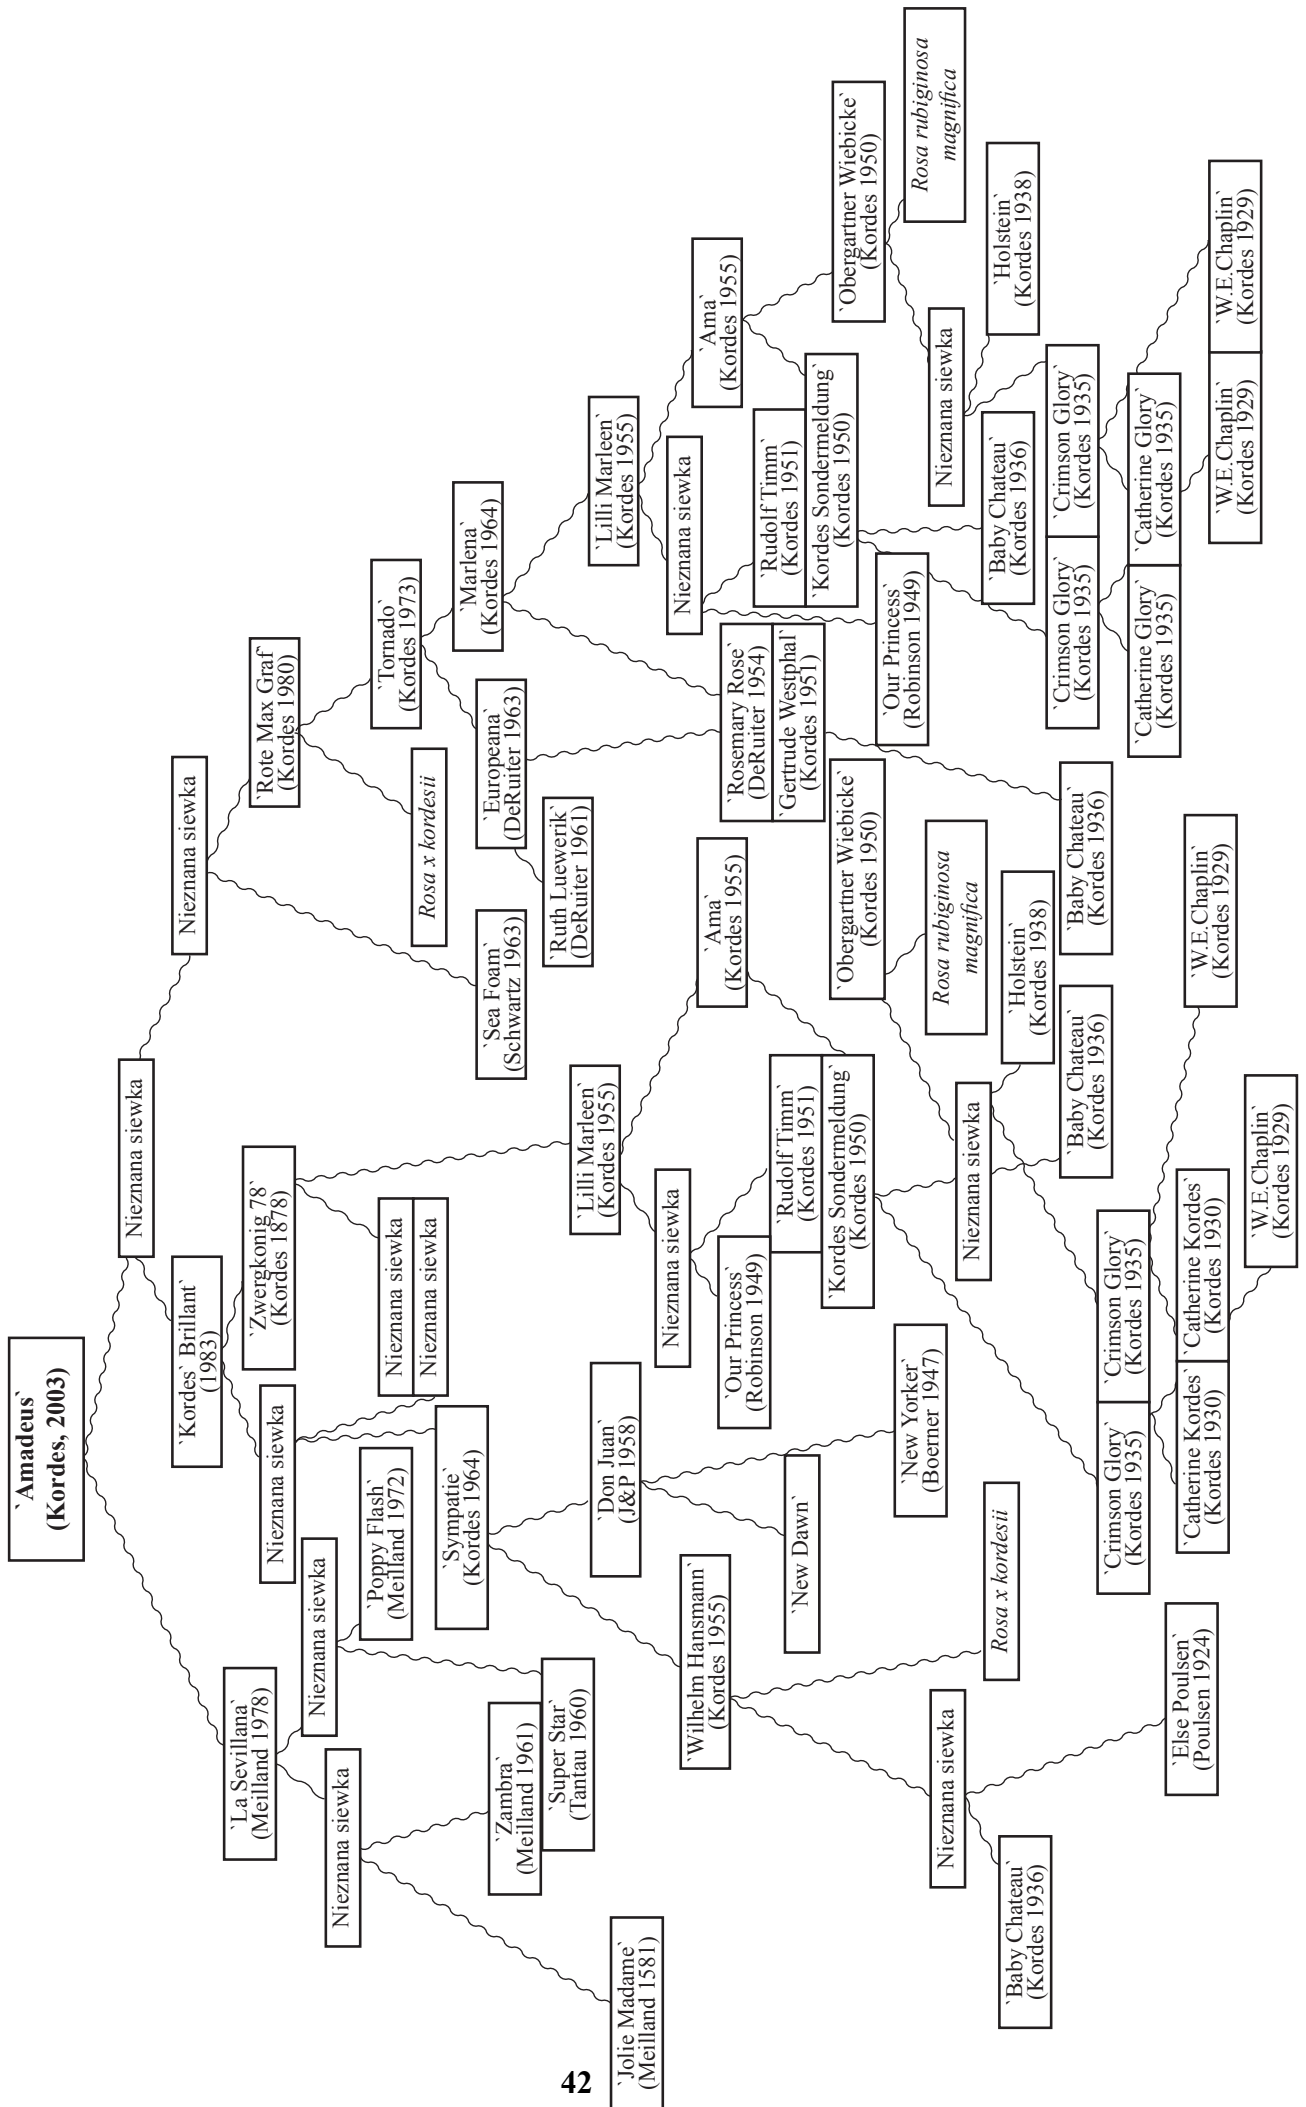 `Amadeus`
(Kordes, 2003)
`La Sevillana`
(Meilland 1978)
Nieznana siewka
Nieznana siewka
`Jolie Madame`
(Meilland 1581)
`Zambra`
(Meilland 1961)
`Super Star`
(Tantau 1960)
Nieznana siewka
`Poppy Flash`
(Meilland 1972)
`Kordes` Brillant`
(1983)
Nieznana siewka
`Sympatie`
(Kordes 1964)
`Wilhelm Hansmann`
(Kordes 1955)
Nieznana siewka
`Baby Chateau`
(Kordes 1936)
`Else Poulsen`
(Poulsen 1924)
Rosa x kordesii
`Don Juan`
(J&P 1958)
`New Dawn`
`New Yorker`
(Boerner 1947)
`Zwergkonig 78`
(Kordes 1878)
Nieznana siewka
Nieznana siewka
`Lilli Marleen`
(Kordes 1955)
Nieznana siewka
`Our Princess`
(Robinson 1949)
`Rudolf Timm`
(Kordes 1951)
`Kordes Sondermeldung`
(Kordes 1950)
`Ama`
(Kordes 1955)
`Obergartner Wiebicke`
(Kordes 1950)
Rosa rubiginosa
magnifica
Nieznana siewka
`Holstein`
(Kordes 1938)
`Baby Chateau`
(Kordes 1936)
`Crimson Glory`
(Kordes 1935)
`Crimson Glory`
(Kordes 1935)
`Catherine Kordes`
(Kordes 1930)
`Catherine Kordes`
(Kordes 1930)
`W.E.Chaplin`
(Kordes 1929)
`W.E.Chaplin`
(Kordes 1929)
Nieznana siewka
`Sea Foam`
(Schwartz 1963)
`Rote Max Graf`
(Kordes 1980)
Rosa x kordesii
`Tornado`
(Kordes 1973)
`Europeana`
(DeRuiter 1963)
`Ruth Luewerik`
(DeRuiter 1961)
`Marlena`
(Kordes 1964)
`Rosemary Rose`
(DeRuiter 1954)
`Gertrude Westphal`
(Kordes 1951)
`Baby Chateau`
(Kordes 1936)
`Lilli Marleen`
(Kordes 1955)
Nieznana siewka
`Our Princess`
(Robinson 1949)
`Rudolf Timm`
(Kordes 1951)
`Kordes Sondermeldung`
(Kordes 1950)
`Ama`
(Kordes 1955)
`Obergartner Wiebicke`
(Kordes 1950)
Rosa rubiginosa
magnifica
Nieznana siewka
`Holstein`
(Kordes 1938)
`Baby Chateau`
(Kordes 1936)
`Crimson Glory`
(Kordes 1935)
`Crimson Glory`
(Kordes 1935)
`Catherine Glory`
(Kordes 1935)
`Catherine Glory`
(Kordes 1935)
`W.E.Chaplin`
(Kordes 1929)
`W.E.Chaplin`
(Kordes 1929)
42